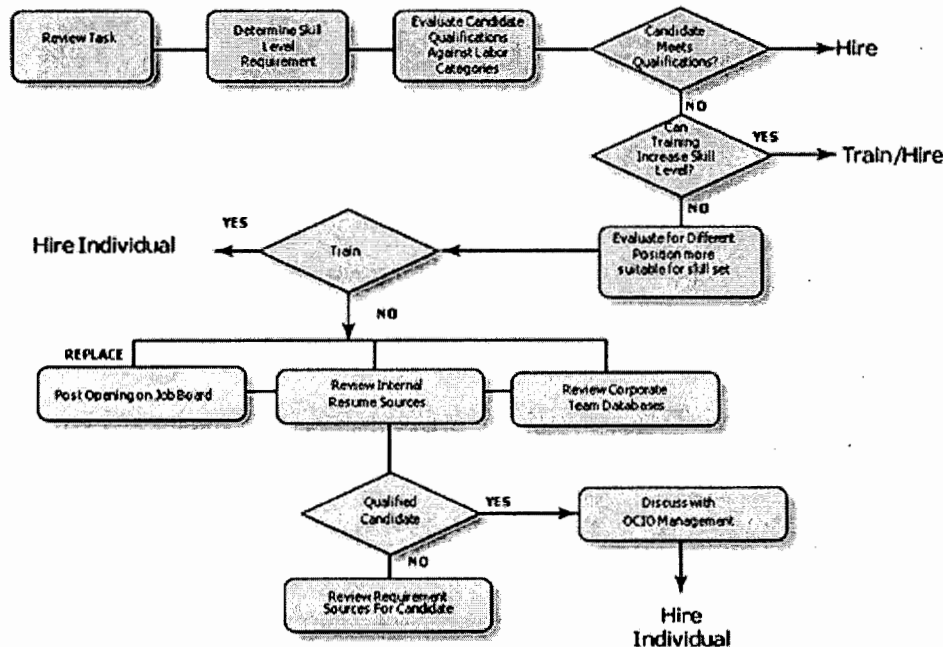 Review Task
Determine Skill
Level
Requirement
Evaluate Candidate
Qualifications
Against Labor
Categories
Candidate
Meets
Qualifications?
Hire
NO
Can
Training
Increase Skill
Level?
YES
Train/Hire
NO
Evaluate for Different
Position more
suitable for skill set
Train
YES
Hire Individual
NO
REPLACE
Post Opening on Job Board
Review Internal
Resume Sources
Review Corporate
Team Databases
Qualified
Candidate
YES
Discuss with
OCIO Management
NO
Review Requirement
Sources For Candidate
Hire
Individual